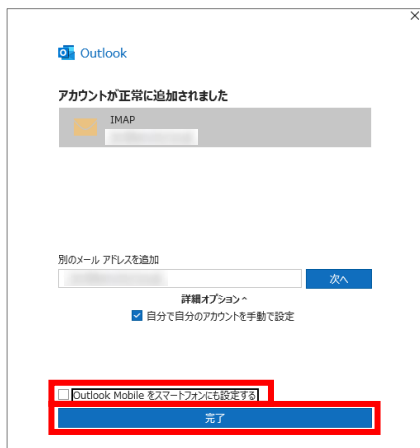 Outlook
アカウントが正常に追加されました
IMAP
別のメール アドレスを追加
次へ
詳細オプション
自分で自分のアカウントを手動で設定
Outlook Mobile をスマートフォンにも設定する
完了